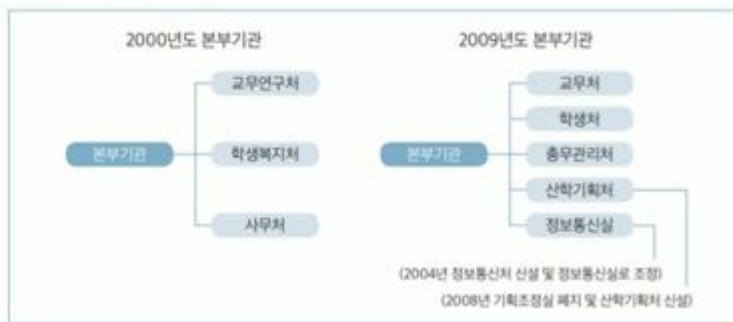 2000년도 본부기관
본부기관
교무연구처
학생복지처
사무처
2009년도 본부기관
본부기관
교무처
학생처
총무관리처
산학기획처
정보통신실
(2004년 정보통신처 신설 및 정보통신실로 조정)
(2008년 기획조정실 폐지 및 산학기획처 신설)